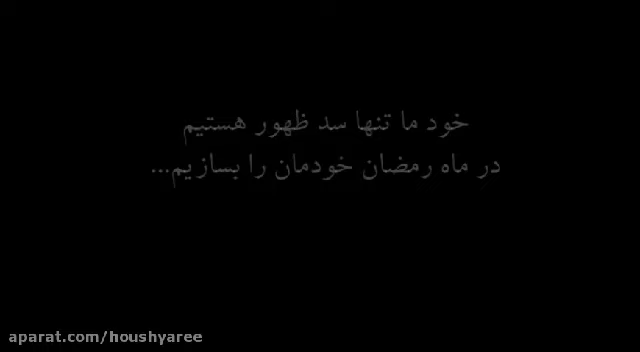 خود ما تنها سد ظهور هستیم
در ماه رمضان خودمان را بسازیم...
aparat.com/houshyaree